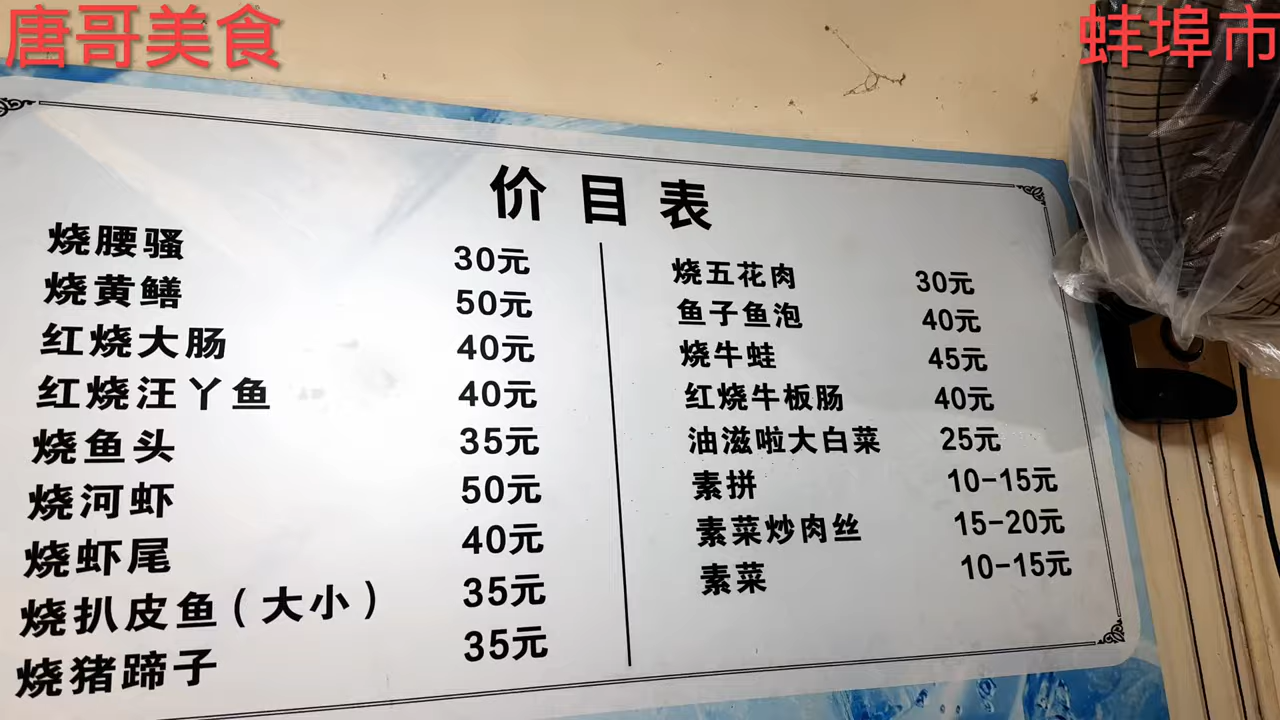 唐哥美食
蚌埠市
价目表
烧腰骚 30元
烧黄鳝 50元
红烧大肠 40元
红烧汪丫鱼 40元
烧鱼头 35元
烧河虾 50元
烧虾尾 40元
烧扒皮鱼(大小) 35元
烧猪蹄子 35元
烧五花肉 30元
鱼子鱼泡 40元
烧牛蛙 45元
红烧牛板肠 40元
油滋啦大白菜 25元
素拼 10-15元
素菜炒肉丝 15-20元
素菜 10-15元